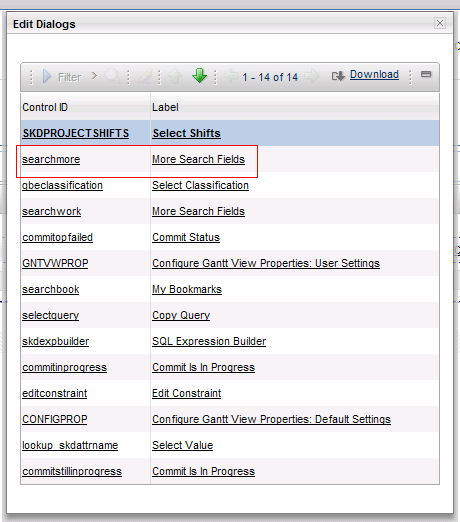 Edit Dialogs
Filter 1 - 14 of 14 Download
Control ID Label
SKDPROJECTSHIFTS Select Shifts
searchmore More Search Fields
qbeclassification Select Classification
searchwork More Search Fields
commitopfailed Commit Status
GNTVWPROP Configure Gantt View Properties: User Settings
searchbook My Bookmarks
selectquery Copy Query
skdexpbuilder SQL Expression Builder
commitinprogress Commit Is In Progress
editconstraint Edit Constraint
CONFIGPROP Configure Gantt View Properties: Default Settings
lookup_skdattrname Select Value
commitstillinprogress Commit Is In Progress